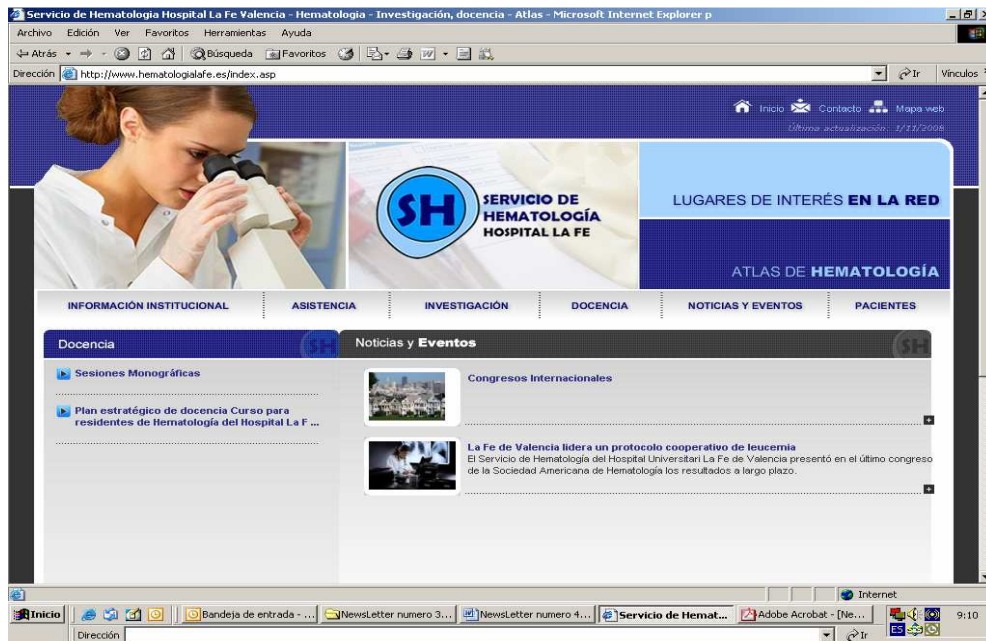 Servicio de Hematologia Hospital La Fe Valencia - Hematologia - Investigación, docencia - Atlas - Microsoft Internet Explorer p
Archivo Edición Ver Favoritos Herramientas Ayuda
Atrás Búsqueda Favoritos
Dirección http://www.hematologialafe.es/index.asp Ir Vínculos
Inicio Contacto Mapa web
Última actualización: 1/11/2008
SH
SERVICIO DE
HEMATOLOGÍA
HOSPITAL LA FE
LUGARES DE INTERÉS EN LA RED
ATLAS DE HEMATOLOGÍA
INFORMACIÓN INSTITUCIONAL ASISTENCIA INVESTIGACIÓN DOCENCIA NOTICIAS Y EVENTOS PACIENTES
Docencia SH
Noticias y Eventos SH
Sesiones Monográficas
Plan estratégico de docencia Curso para
residentes de Hematología del Hospital La F ...
Congresos Internacionales
La Fe de Valencia lidera un protocolo cooperativo de leucemia
El Servicio de Hematología del Hospital Universitari La Fe de Valencia presentó en el último congreso
de la Sociedad Americana de Hematología los resultados a largo plazo.
Internet
Inicio Bandeja de entrada - ... NewsLetter numero 3... NewsLetter numero 4... Servicio de Hemat... Adobe Acrobat - [Ne... 9:10
Dirección Ir ES